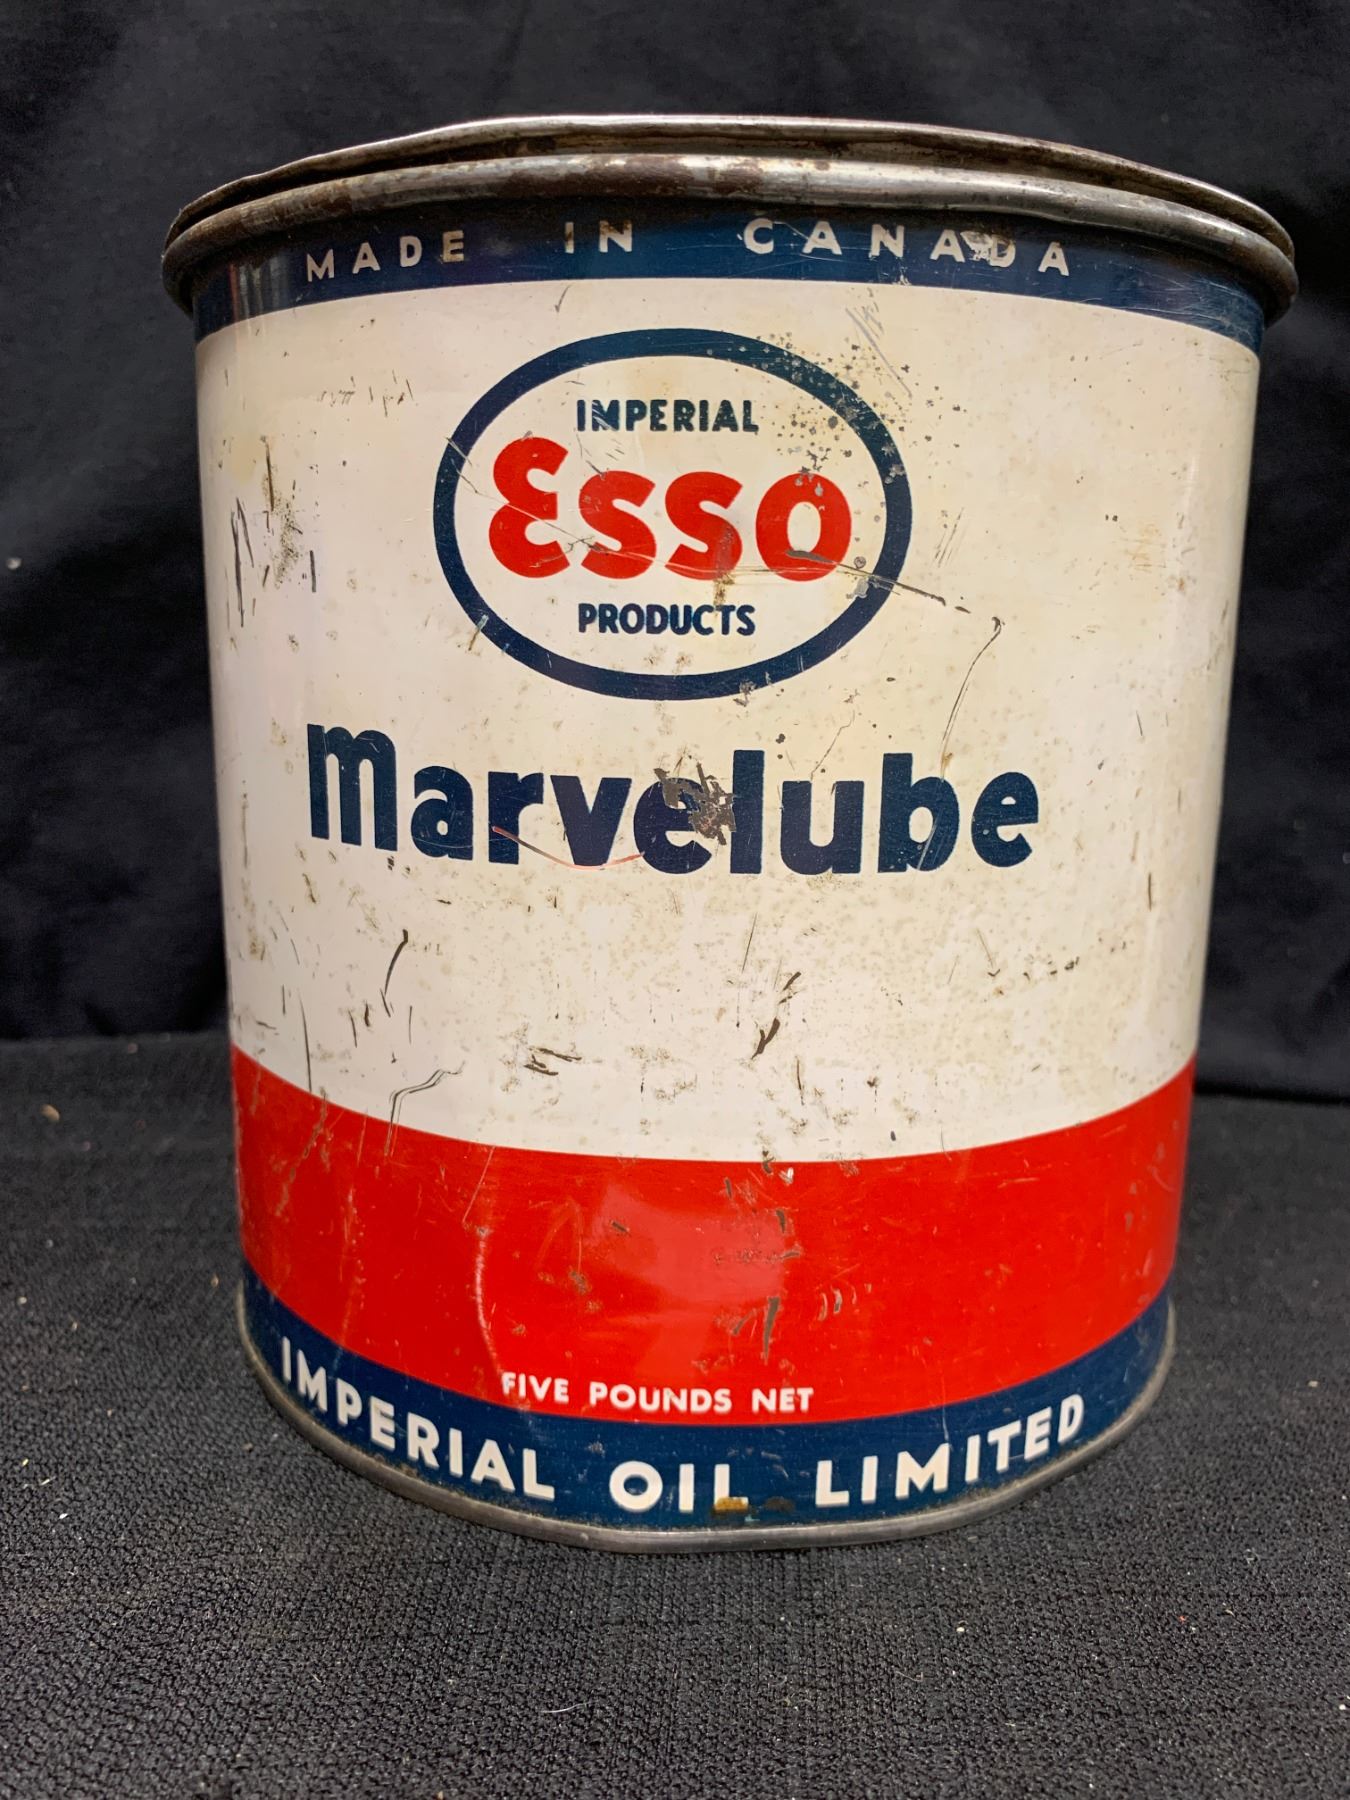 MADE IN CANADA
IMPERIAL
Esso
PRODUCTS
marvelube
FIVE POUNDS NET
IMPERIAL OIL LIMITED